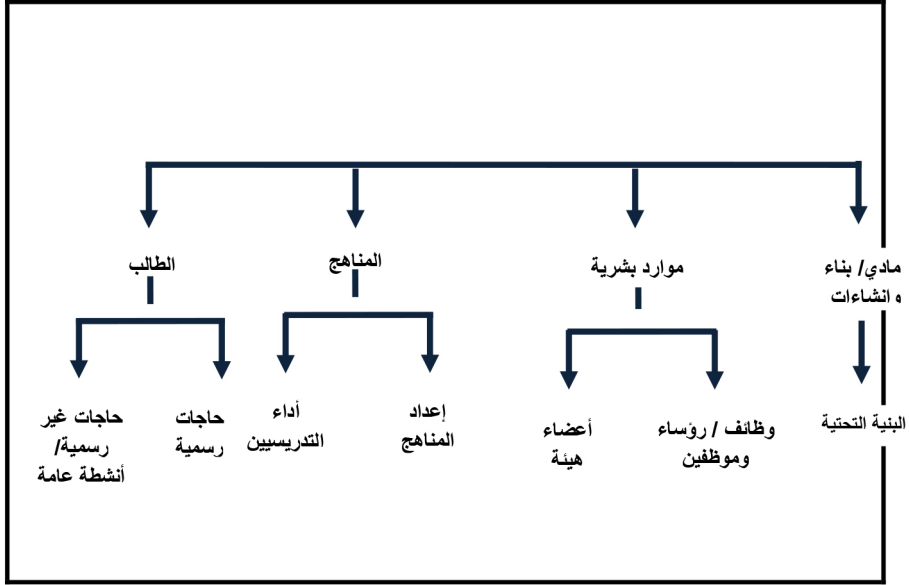 مادي/ بناء
و انشاءات
موارد بشرية
المناهج
الطالب
البنية التحتية
وظائف / رؤساء
وموظفين
أعضاء
هيئة
إعداد
المناهج
أداء
التدريسيين
حاجات
رسمية
حاجات غير
رسمية/
أنشطة عامة